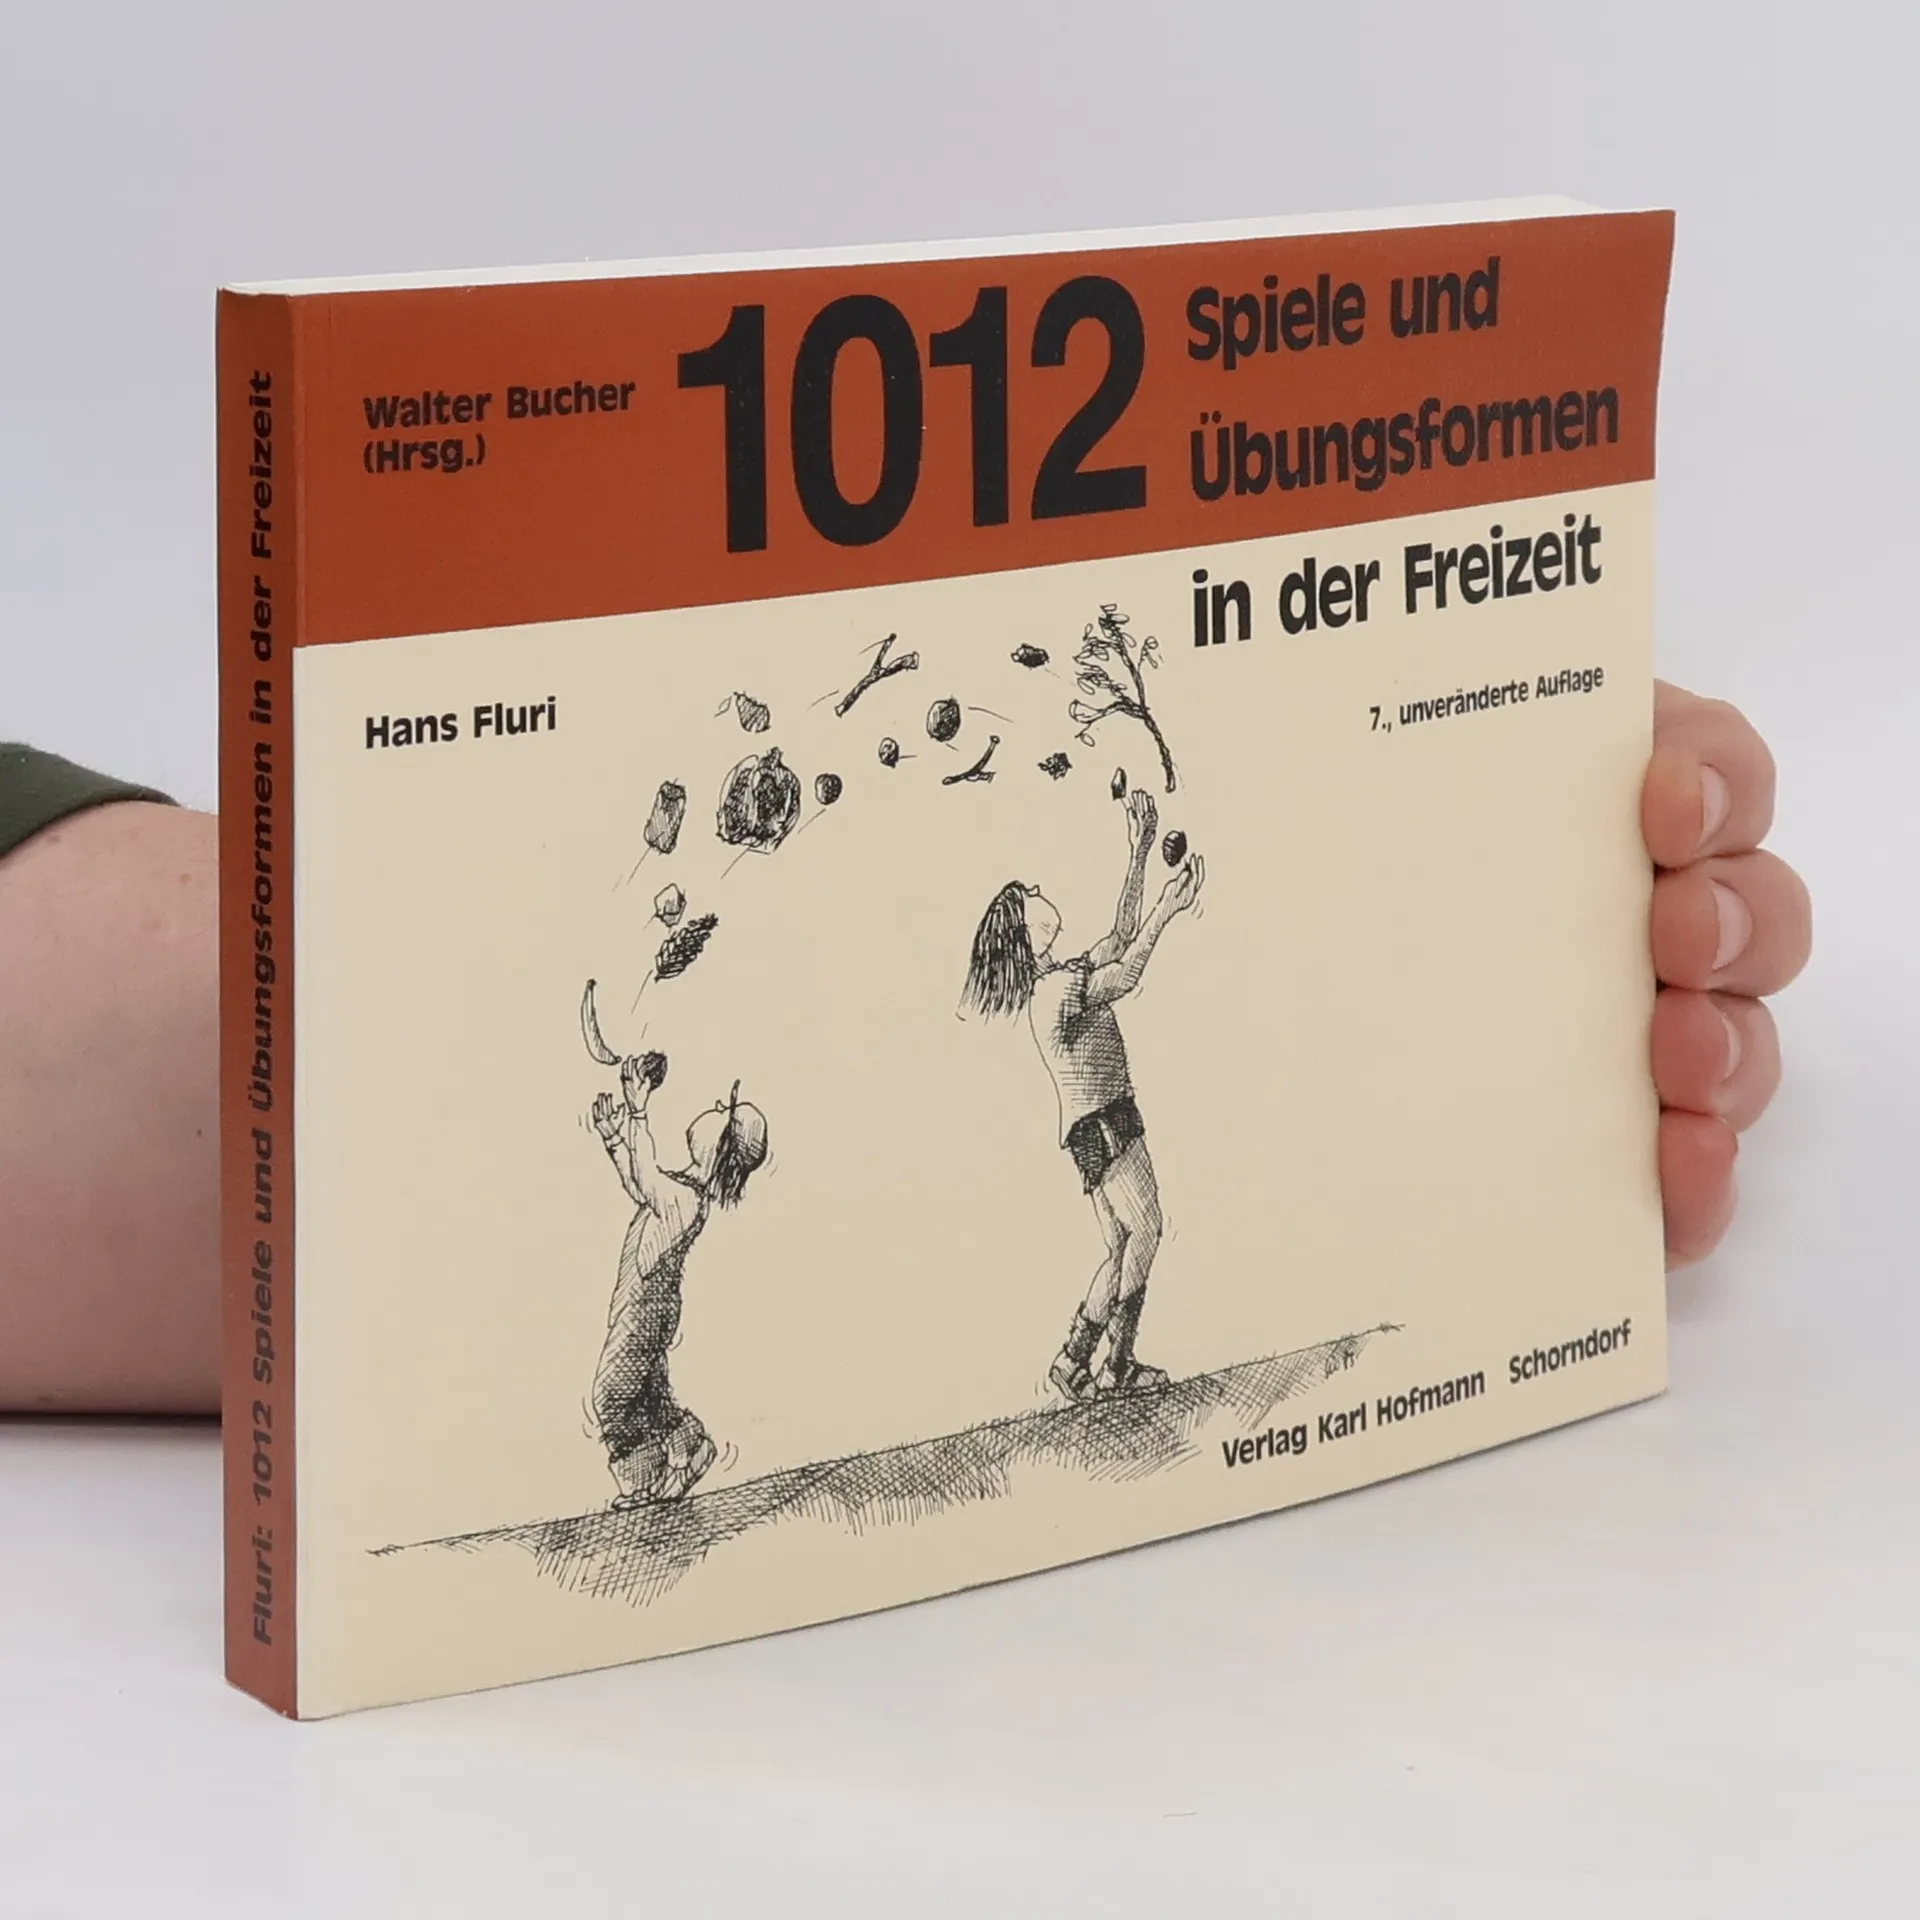 Walter Bucher
(Hrsg.)
1012
Spiele und
Übungsformen
in der Freizeit
7., unveränderte Auflage
Hans Fluri
Verlag Karl Hofmann Schorndorf
Fluri: 1012 Spiele und Übungsformen in der Freizeit